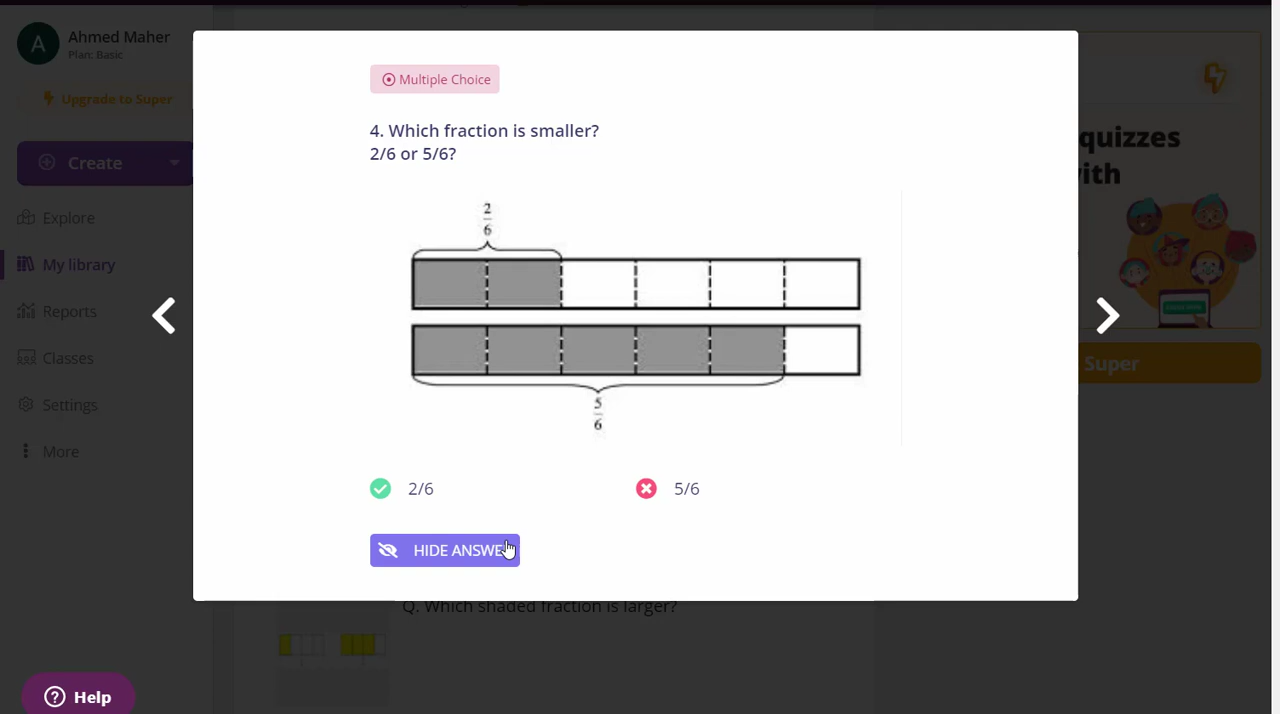 A
Ahmed Maher
Plan: Basic
Upgrade to Super
Create
Explore
My library
Reports
Classes
Settings
More
Help
Multiple Choice
4. Which fraction is smaller?
2/6 or 5/6?
2
6
5
6
2/6
5/6
HIDE ANSWE
Q. Which shaded fraction is larger?
quizzes
ith
Super